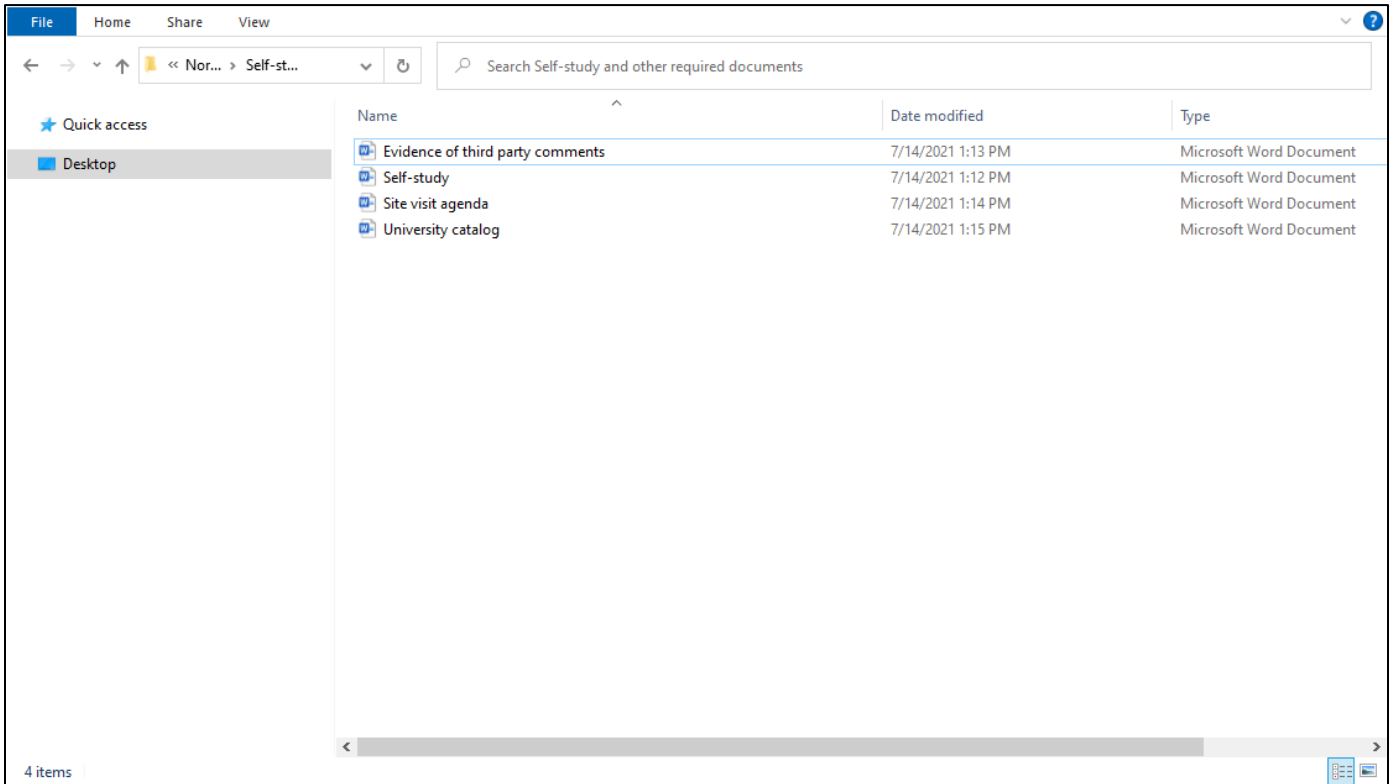 File Home Share View
« Nor... › Self-st... Search Self-study and other required documents
Quick access
Desktop
Name Date modified Type
Evidence of third party comments 7/14/2021 1:13 PM Microsoft Word Document
Self-study 7/14/2021 1:12 PM Microsoft Word Document
Site visit agenda 7/14/2021 1:14 PM Microsoft Word Document
University catalog 7/14/2021 1:15 PM Microsoft Word Document
4 items